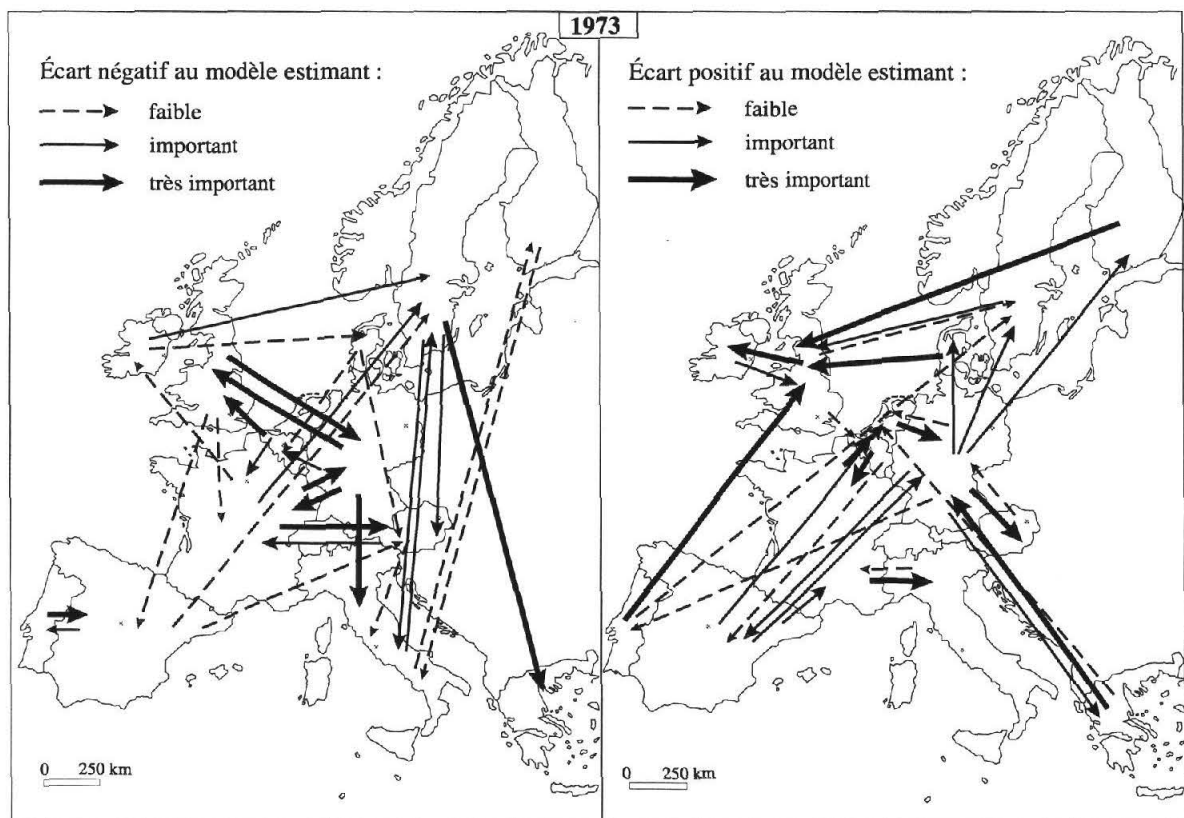 1973
Écart négatif au modèle estimant :
faible
important
très important
0 250 km
Écart positif au modèle estimant :
faible
important
très important
0 250 km